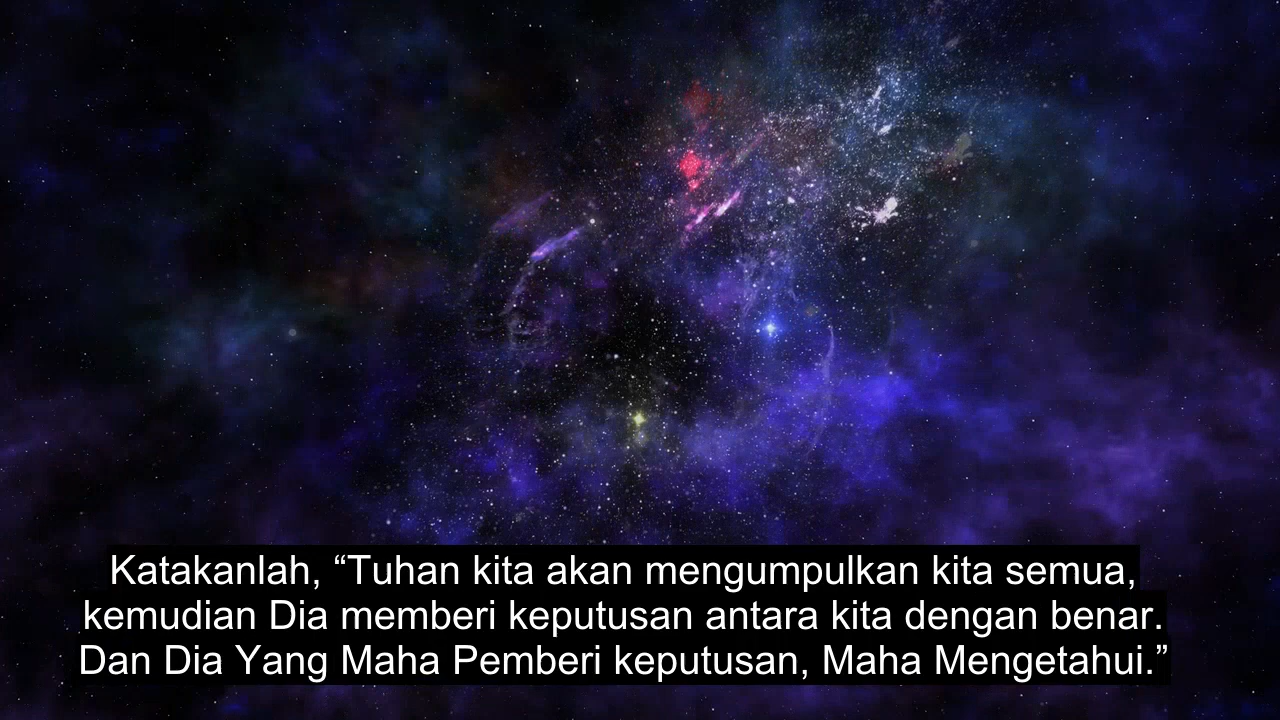 Katakanlah, “Tuhan kita akan mengumpulkan kita semua,
kemudian Dia memberi keputusan antara kita dengan benar.
Dan Dia Yang Maha Pemberi keputusan, Maha Mengetahui.”